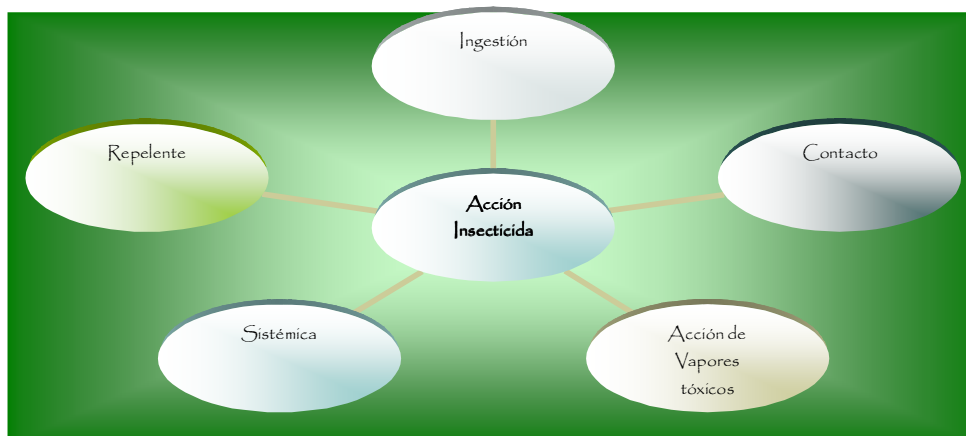 Ingestión
Repelente
Contacto
Acción
Insecticida
Sistémica
Acción de
Vapores
tóxicos